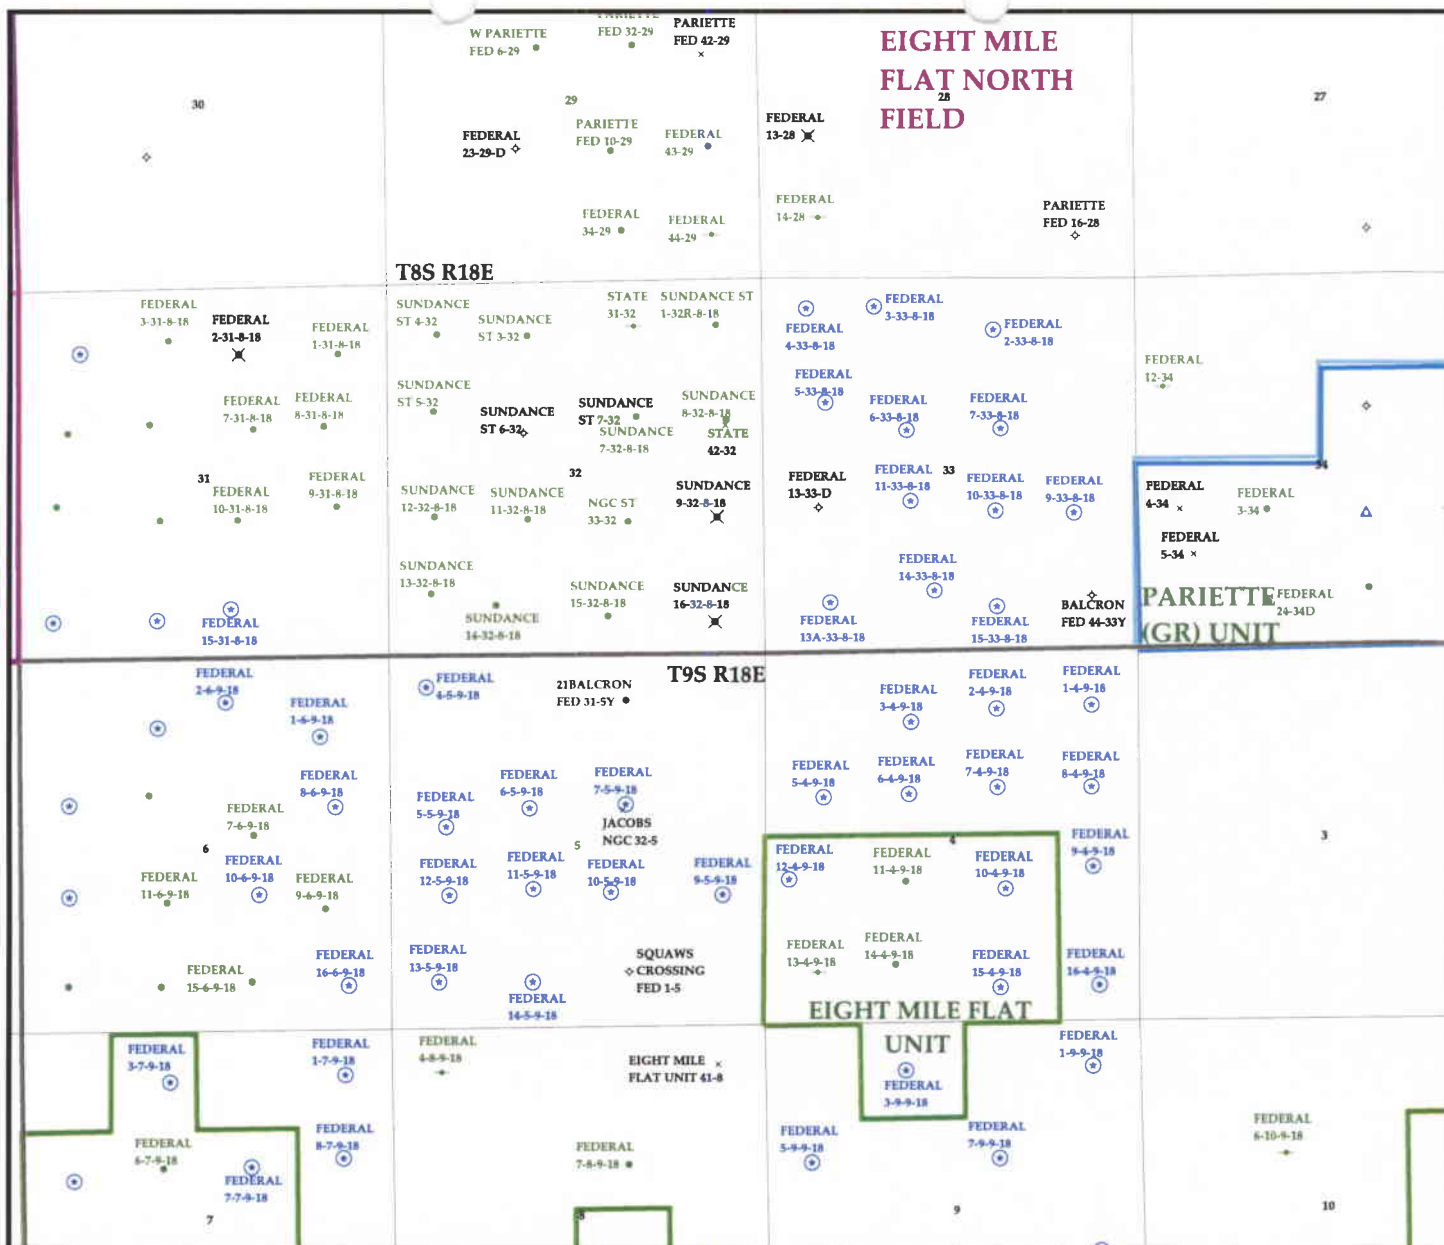 W PARIETTE
FED 6-29
PARIETTE
FED 32-29
PARIETTE
FED 42-29
EIGHT MILE
FLAT NORTH
FIELD
30
29
28
27
FEDERAL
23-29-D
PARIETTE
FED 10-29
FEDERAL
43-29
FEDERAL
13-28
FEDERAL
34-29
FEDERAL
44-29
FEDERAL
14-28
PARIETTE
FED 16-28
T8S R18E
FEDERAL
3-31-8-18
FEDERAL
2-31-8-18
FEDERAL
1-31-8-18
SUNDANCE
ST 4-32
SUNDANCE
ST 3-32
STATE
31-32
SUNDANCE ST
1-32R-8-18
FEDERAL
4-33-8-18
FEDERAL
3-33-8-18
FEDERAL
2-33-8-18
FEDERAL
12-34
FEDERAL
7-31-8-18
FEDERAL
8-31-8-18
SUNDANCE
ST 5-32
SUNDANCE
ST 6-32
SUNDANCE
ST 7-32
SUNDANCE
7-32-8-18
SUNDANCE
8-32-8-18
STATE
42-32
FEDERAL
5-33-8-18
FEDERAL
6-33-8-18
FEDERAL
7-33-8-18
31
32
33
34
FEDERAL
10-31-8-18
FEDERAL
9-31-8-18
SUNDANCE
12-32-8-18
SUNDANCE
11-32-8-18
NGC ST
33-32
SUNDANCE
9-32-8-18
FEDERAL
13-33-D
FEDERAL
11-33-8-18
FEDERAL
10-33-8-18
FEDERAL
9-33-8-18
FEDERAL
4-34
FEDERAL
3-34
FEDERAL
5-34
FEDERAL
15-31-8-18
SUNDANCE
13-32-8-18
SUNDANCE
14-32-8-18
SUNDANCE
15-32-8-18
SUNDANCE
16-32-8-18
FEDERAL
14-33-8-18
FEDERAL
13A-33-8-18
FEDERAL
15-33-8-18
BALCRON
FED 44-33Y
PARIETTE
(GR) UNIT
FEDERAL
24-34D
T9S R18E
FEDERAL
2-6-9-18
FEDERAL
1-6-9-18
FEDERAL
4-5-9-18
21BALCRON
FED 31-5Y
FEDERAL
3-4-9-18
FEDERAL
2-4-9-18
FEDERAL
1-4-9-18
FEDERAL
8-6-9-18
FEDERAL
7-6-9-18
FEDERAL
5-5-9-18
FEDERAL
6-5-9-18
FEDERAL
7-5-9-18
JACOBS
NGC 32-5
FEDERAL
5-4-9-18
FEDERAL
6-4-9-18
FEDERAL
7-4-9-18
FEDERAL
8-4-9-18
6
5
4
3
FEDERAL
11-6-9-18
FEDERAL
10-6-9-18
FEDERAL
9-6-9-18
FEDERAL
12-5-9-18
FEDERAL
11-5-9-18
FEDERAL
10-5-9-18
FEDERAL
9-5-9-18
FEDERAL
12-4-9-18
FEDERAL
11-4-9-18
FEDERAL
10-4-9-18
FEDERAL
9-4-9-18
FEDERAL
15-6-9-18
FEDERAL
16-6-9-18
FEDERAL
13-5-9-18
FEDERAL
14-5-9-18
SQUAWS
CROSSING
FED 1-5
FEDERAL
13-4-9-18
FEDERAL
14-4-9-18
FEDERAL
15-4-9-18
FEDERAL
16-4-9-18
EIGHT MILE FLAT
UNIT
FEDERAL
3-7-9-18
FEDERAL
1-7-9-18
FEDERAL
4-8-9-18
EIGHT MILE
FLAT UNIT 41-8
FEDERAL
3-9-9-18
FEDERAL
1-9-9-18
FEDERAL
6-7-9-18
FEDERAL
7-7-9-18
FEDERAL
8-7-9-18
FEDERAL
7-8-9-18
FEDERAL
5-9-9-18
FEDERAL
7-9-9-18
FEDERAL
6-10-9-18
7
8
9
10